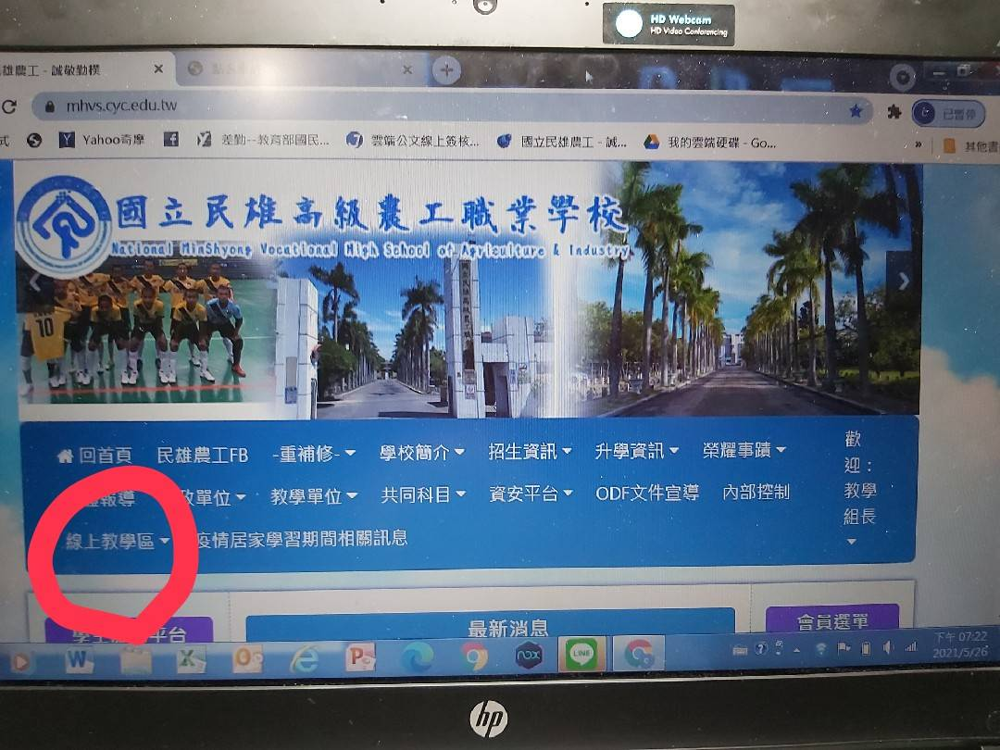 HD Webcam
HD Video Conferencing
雄農工 - 誠敬勤樸
mhvs.cyc.edu.tw
已暫停
式
Yahoo奇摩
差勤--教育部國民...
雲端公文線上簽核...
國立民雄農工 - 誠...
我的雲端硬碟 - Go...
»
其他書
國立民雄高級農工職業學校
National MinShyong Vocational High School of Agriculture & Industry
10
回首頁 民雄農工FB -重補修- 學校簡介 招生資訊 升學資訊 榮耀事蹟
歡迎：教學組長
報導 政單位 教學單位 共同科目 資安平台 ODF文件宣導 內部控制
線上教學區 疫情居家學習期間相關訊息
平台
最新消息
會員選單
LINE
下午 07:22
2021/5/26
hp